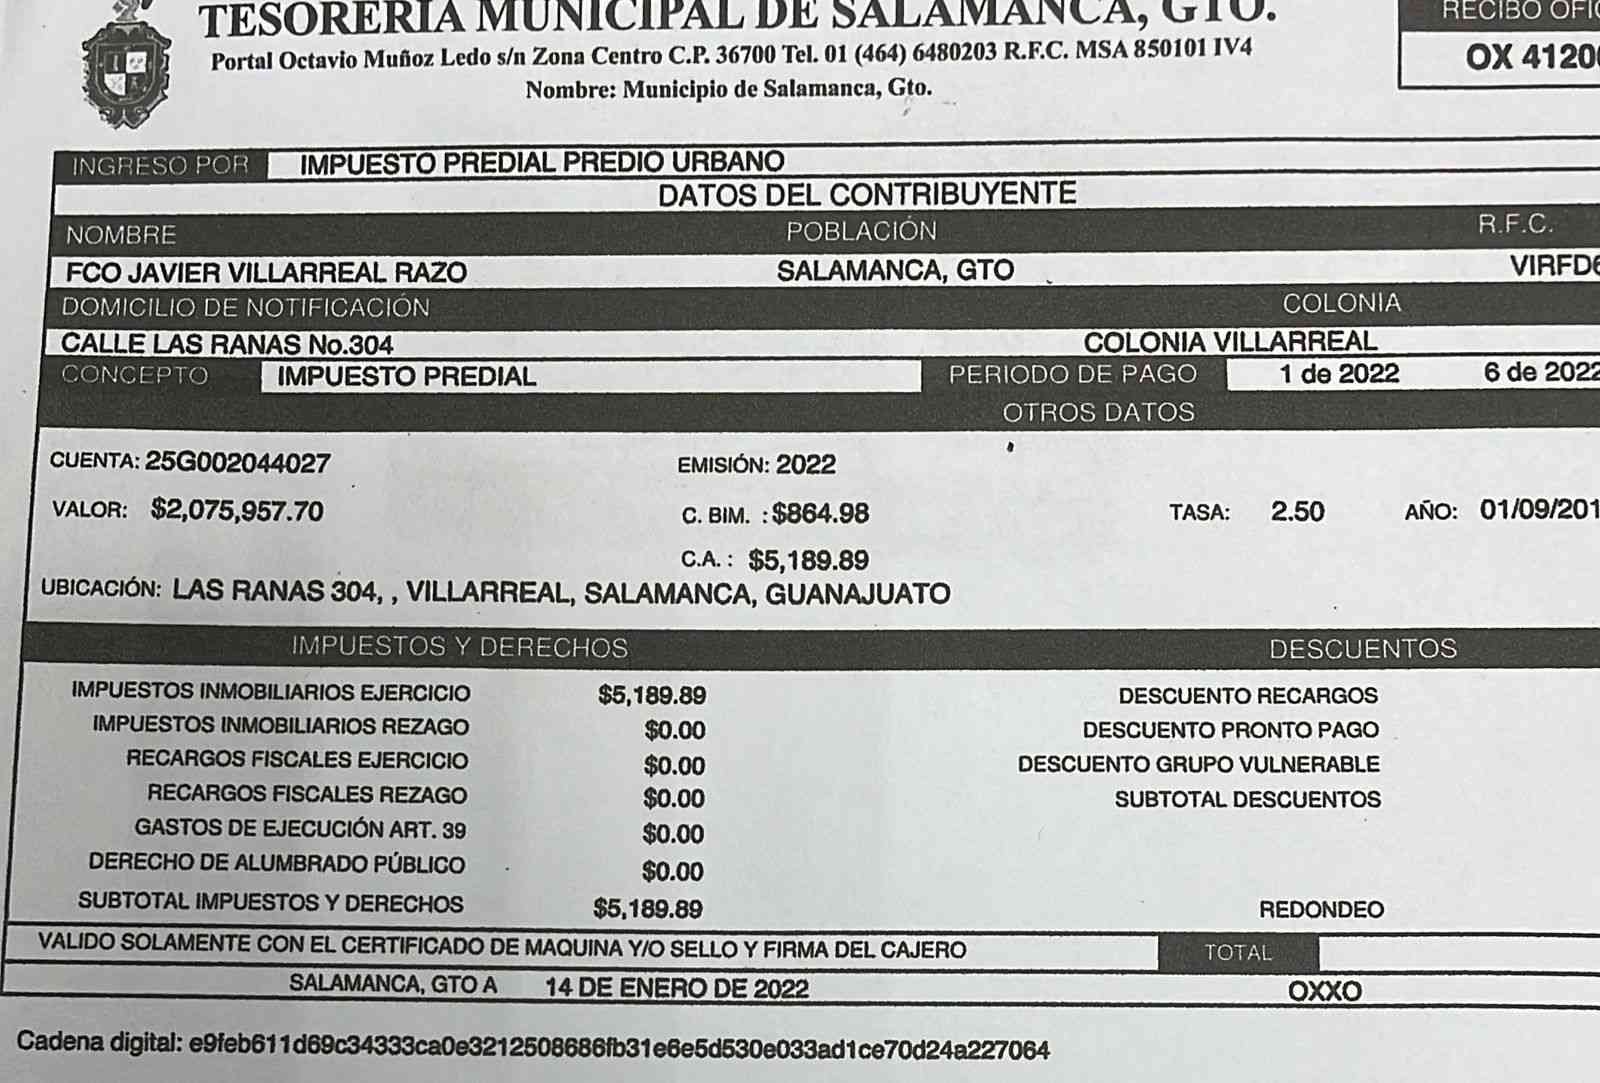 TESORERÍA MUNICIPAL DE SALAMANCA, GTO.
RECIBO
Portal Octavio Muñoz Ledo s/n Zona Centro C.P. 36700 Tel. 01 (464) 6480203 R.F.C. MSA 850101 IV4
OX
Nombre: Municipio de Salamanca, Gto.
INGRESO POR IMPUESTO PREDIAL PREDIO URBANO
DATOS DEL CONTRIBUYENTE
NOMBRE POBLACIÓN R.F.C.
FCO JAVIER VILLARREAL RAZO SALAMANCA, GTO
DOMICILIO DE NOTIFICACIÓN COLONIA
CALLE LAS RANAS No.304 COLONIA VILLARREAL
CONCEPTO IMPUESTO PREDIAL PERIODO DE PAGO 1 de 2022 6 de 2022
OTROS DATOS
CUENTA: 25G002044027 EMISIÓN: 2022
VALOR: $2,075,957.70 C. BIM. : $864.98 TASA: 2.50 AÑO: 01/09/201
C.A. : $5,189.89
UBICACIÓN: LAS RANAS 304, , VILLARREAL, SALAMANCA, GUANAJUATO
IMPUESTOS Y DERECHOS DESCUENTOS
IMPUESTOS INMOBILIARIOS EJERCICIO $5,189.89 DESCUENTO RECARGOS
IMPUESTOS INMOBILIARIOS REZAGO $0.00 DESCUENTO PRONTO PAGO
RECARGOS FISCALES EJERCICIO $0.00 DESCUENTO GRUPO VULNERABLE
RECARGOS FISCALES REZAGO $0.00 SUBTOTAL DESCUENTOS
GASTOS DE EJECUCIÓN ART. 39 $0.00
DERECHO DE ALUMBRADO PÚBLICO $0.00
SUBTOTAL IMPUESTOS Y DERECHOS $5,189.89 REDONDEO
VALIDO SOLAMENTE CON EL CERTIFICADO DE MAQUINA Y/O SELLO Y FIRMA DEL CAJERO TOTAL
SALAMANCA, GTO A 14 DE ENERO DE 2022 OXXO
Cadena digital: e9feb611d69c34333ca0e3212508686fb31e6e5d530e033ad1ce70d24a227064